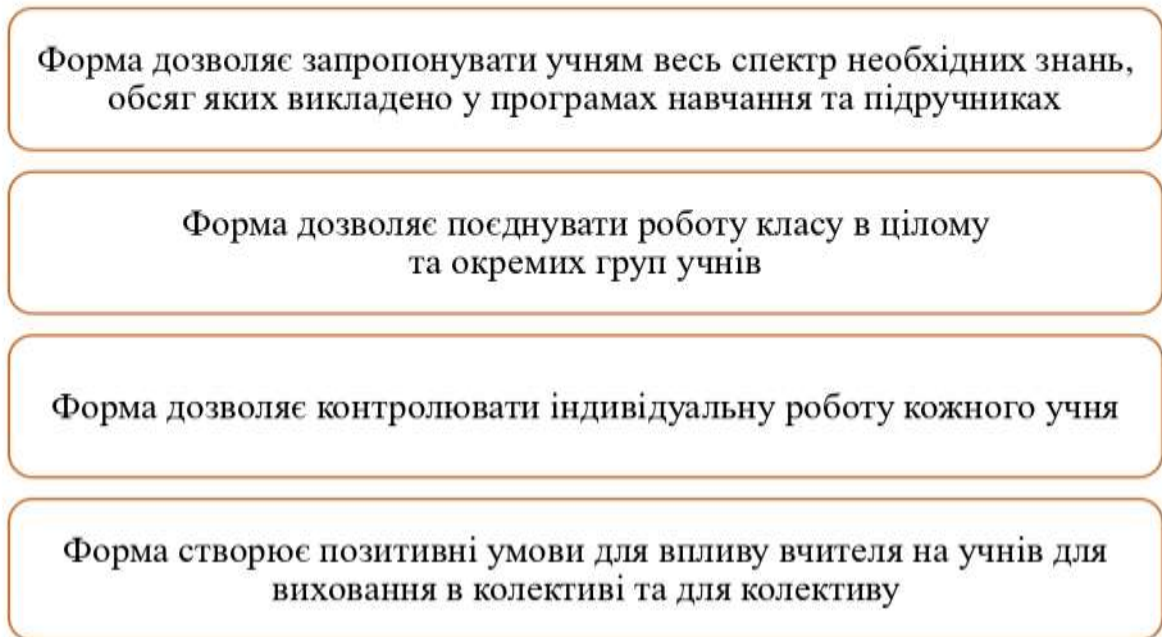 Форма дозволяє запропонувати учням весь спектр необхідних знань,
обсяг яких викладено у програмах навчання та підручниках
Форма дозволяє поєднувати роботу класу в цілому
та окремих груп учнів
Форма дозволяє контролювати індивідуальну роботу кожного учня
Форма створює позитивні умови для впливу вчителя на учнів для
виховання в колективі та для колективу